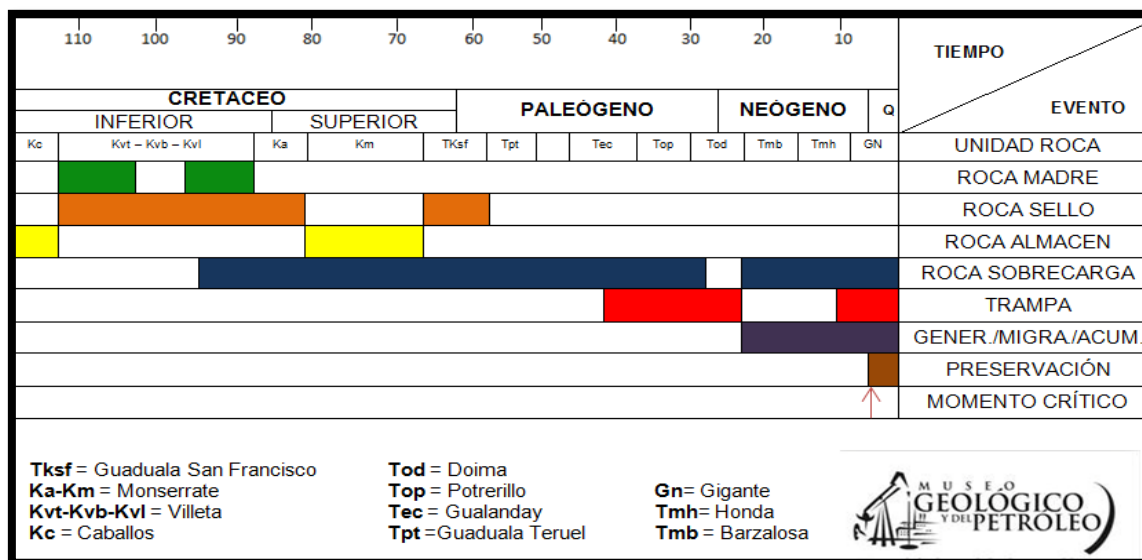 110 100 90 80 70 60 50 40 30 20 10
TIEMPO
EVENTO
CRETACEO PALEÓGENO NEÓGENO Q
INFERIOR SUPERIOR
Kc Kvt – Kvb – Kvl Ka Km TKsf Tpt Tec Top Tod Tmb Tmh GN UNIDAD ROCA
ROCA MADRE
ROCA SELLO
ROCA ALMACEN
ROCA SOBRECARGA
TRAMPA
GENER./MIGRA./ACUM.
PRESERVACIÓN
MOMENTO CRÍTICO
Tksf = Guaduala San Francisco
Ka-Km = Monserrate
Kvt-Kvb-Kvl = Villeta
Kc = Caballos
Tod = Doima
Top = Potrerillo
Tec = Gualanday
Tpt =Guaduala Teruel
Gn= Gigante
Tmh= Honda
Tmb = Barzalosa
MUSEO
GEOLÓGICO
Y DEL PETRÓLEO